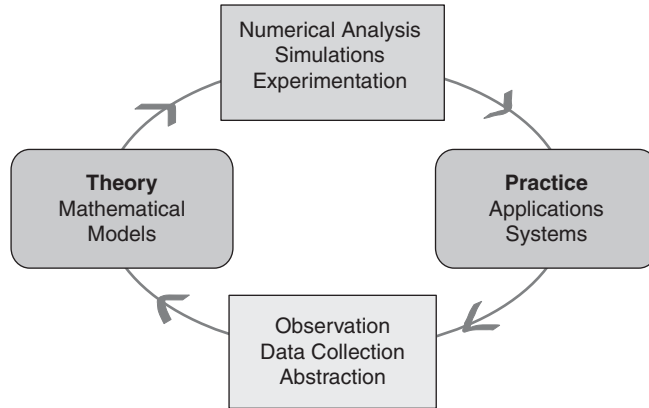 Numerical Analysis
Simulations
Experimentation
Theory
Mathematical
Models
Practice
Applications
Systems
Observation
Data Collection
Abstraction